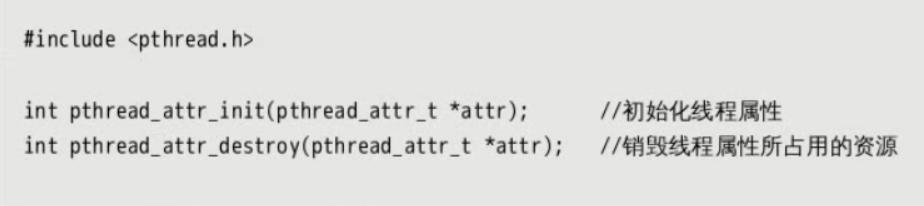 #include <pthread.h>
int pthread_attr_init(pthread_attr_t *attr); //初始化线程属性
int pthread_attr_destroy(pthread_attr_t *attr); //销毁线程属性所占用的资源